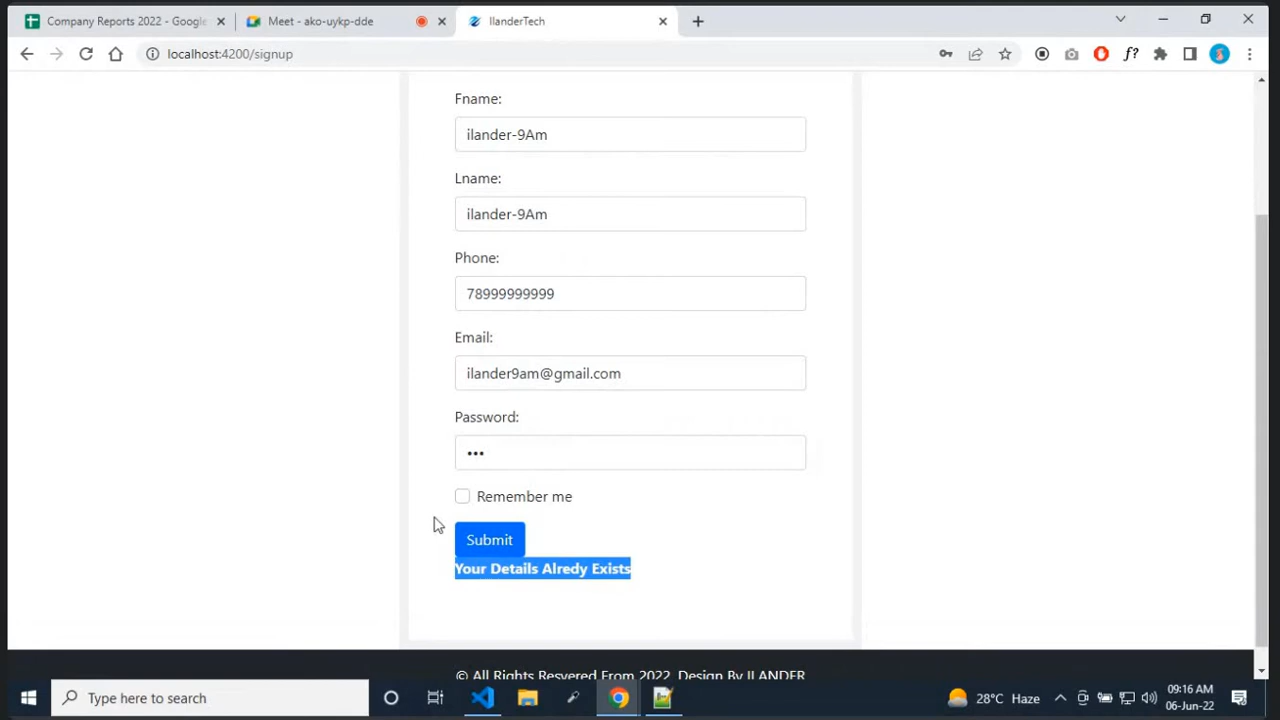 Company Reports 2022 - Google
Meet - ako-uykp-dde
IlanderTech
localhost:4200/signup
f?
Fname:
ilander-9Am
Lname:
ilander-9Am
Phone:
78999999999
Email:
ilander9am@gmail.com
Password:
•••
Remember me
Submit
Your Details Alredy Exists
© All Rights Resvered From 2022. Design By ILANDER
Type here to search
28°C Haze
09:16 AM
06-Jun-22